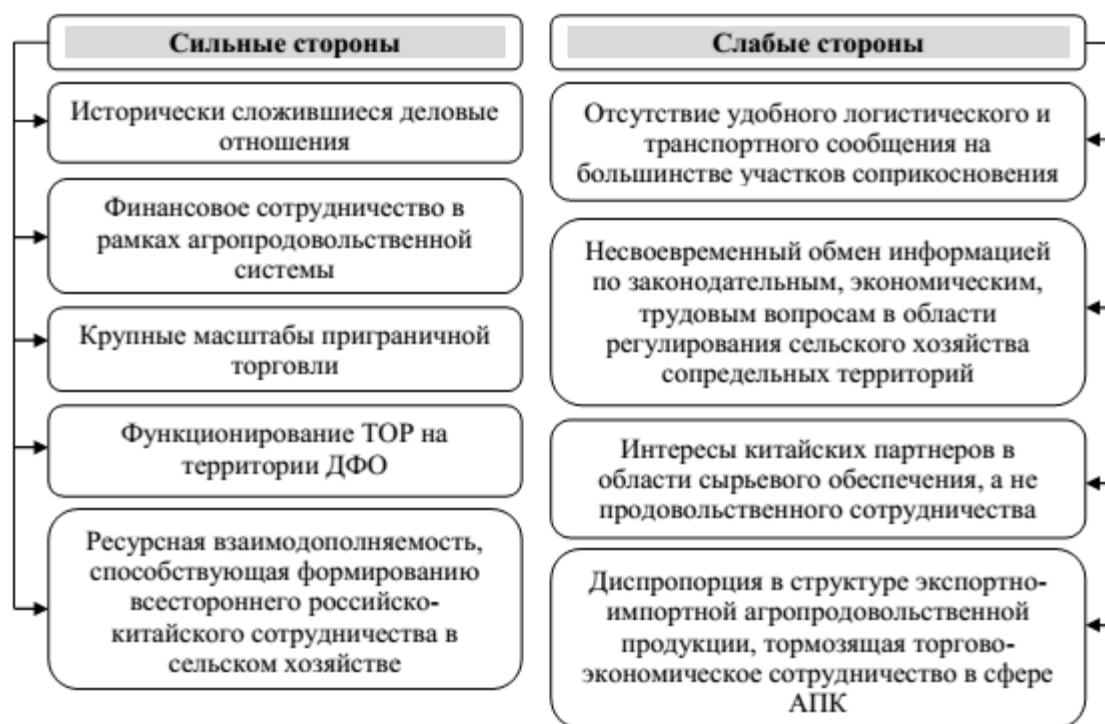 Сильные стороны
Исторически сложившиеся деловые
отношения
Финансовое сотрудничество в
рамках агропродовольственной
системы
Крупные масштабы приграничной
торговли
Функционирование ТОР на
территории ДФО
Ресурсная взаимодополняемость,
способствующая формированию
всестороннего российско-
китайского сотрудничества в
сельском хозяйстве
Слабые стороны
Отсутствие удобного логистического и
транспортного сообщения на
большинстве участков соприкосновения
Несвоевременный обмен информацией
по законодательным, экономическим,
трудовым вопросам в области
регулирования сельского хозяйства
сопредельных территорий
Интересы китайских партнеров в
области сырьевого обеспечения, а не
продовольственного сотрудничества
Диспропорция в структуре экспортно-
импортной агропродовольственной
продукции, тормозящая торгово-
экономическое сотрудничество в сфере
АПК